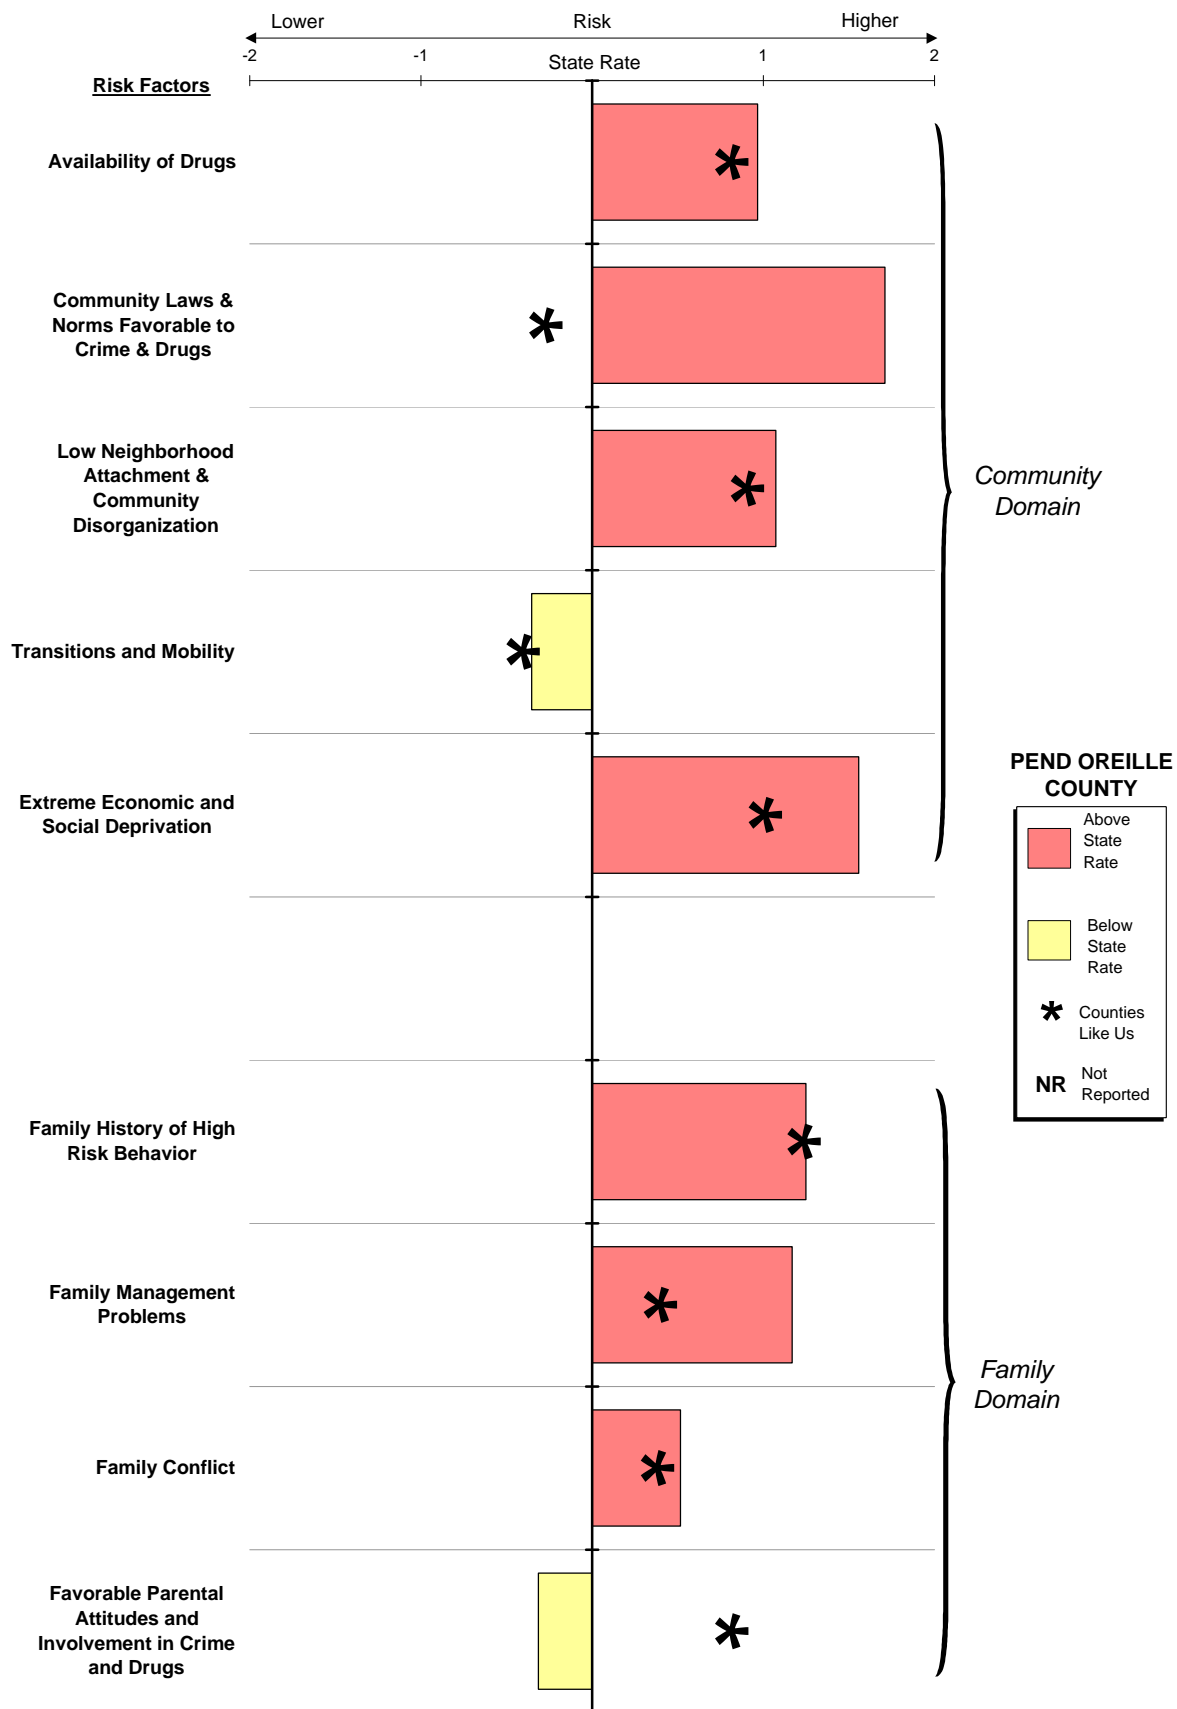 Lower Risk Higher
-2 -1 1 2
State Rate
Risk Factors
Availability of Drugs
Community Laws &
Norms Favorable to
Crime & Drugs
Low Neighborhood
Attachment &
Community
Disorganization
Transitions and Mobility
Extreme Economic and
Social Deprivation
Family History of High
Risk Behavior
Family Management
Problems
Family Conflict
Favorable Parental
Attitudes and
Involvement in Crime
and Drugs
Community
Domain
Family
Domain
PEND OREILLE
COUNTY
Above
State
Rate
Below
State
Rate
* Counties
Like Us
NR Not
Reported